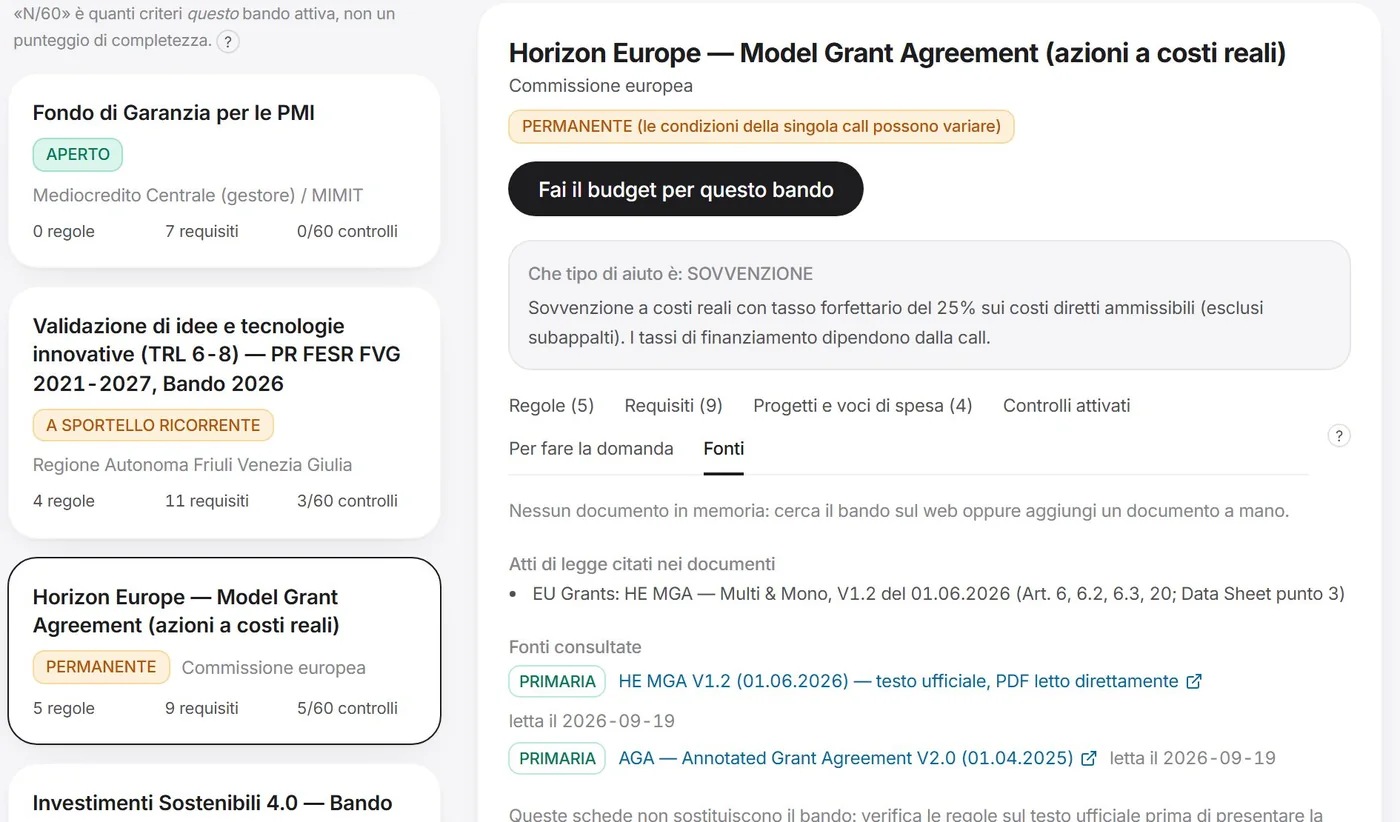 «N/60» è quanti criteri questo bando attiva, non un
punteggio di completezza. ?
Fondo di Garanzia per le PMI
APERTO
Mediocredito Centrale (gestore) / MIMIT
0 regole 7 requisiti 0/60 controlli
Validazione di idee e tecnologie
innovative (TRL 6-8) — PR FESR FVG
2021-2027, Bando 2026
A SPORTELLO RICORRENTE
Regione Autonoma Friuli Venezia Giulia
4 regole 11 requisiti 3/60 controlli
Horizon Europe — Model Grant
Agreement (azioni a costi reali)
PERMANENTE Commissione europea
5 regole 9 requisiti 5/60 controlli
Investimenti Sostenibili 4.0 — Bando
Horizon Europe — Model Grant Agreement (azioni a costi reali)
Commissione europea
PERMANENTE (le condizioni della singola call possono variare)
Fai il budget per questo bando
Che tipo di aiuto è: SOVVENZIONE
Sovvenzione a costi reali con tasso forfettario del 25% sui costi diretti ammissibili (esclusi
subappalti). I tassi di finanziamento dipendono dalla call.
Regole (5) Requisiti (9) Progetti e voci di spesa (4) Controlli attivati
Per fare la domanda Fonti ?
Nessun documento in memoria: cerca il bando sul web oppure aggiungi un documento a mano.
Atti di legge citati nei documenti
• EU Grants: HE MGA — Multi & Mono, V1.2 del 01.06.2026 (Art. 6, 6.2, 6.3, 20; Data Sheet punto 3)
Fonti consultate
PRIMARIA HE MGA V1.2 (01.06.2026) — testo ufficiale, PDF letto direttamente
letta il 2026-09-19
PRIMARIA AGA — Annotated Grant Agreement V2.0 (01.04.2025) letta il 2026-09-19
Queste schede non sostituiscono il bando: verifica le regole sul testo ufficiale prima di presentare la